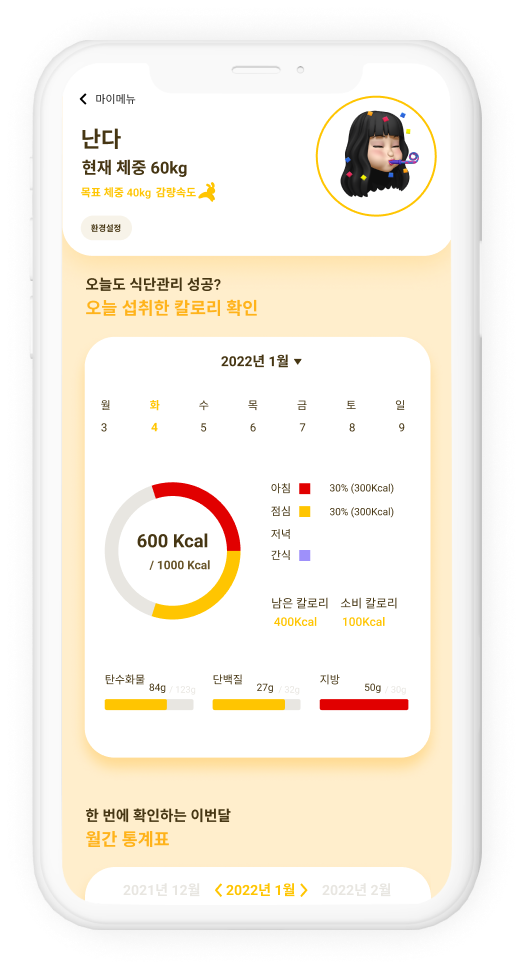 마이메뉴
난다
현재 체중 60kg
목표 체중 40kg 감량속도
환경설정
오늘도 식단관리 성공?
오늘 섭취한 칼로리 확인
2022년 1월
월 화 수 목 금 토 일
3 4 5 6 7 8 9
600 Kcal
/ 1000 Kcal
아침 30% (300Kcal)
점심 30% (300Kcal)
저녁
간식
남은 칼로리 소비 칼로리
400Kcal 100Kcal
탄수화물 단백질 지방
84g / 123g 27g / 32g 50g / 30g
한 번에 확인하는 이번달
월간 통계표
2021년 12월 2022년 1월 2022년 2월